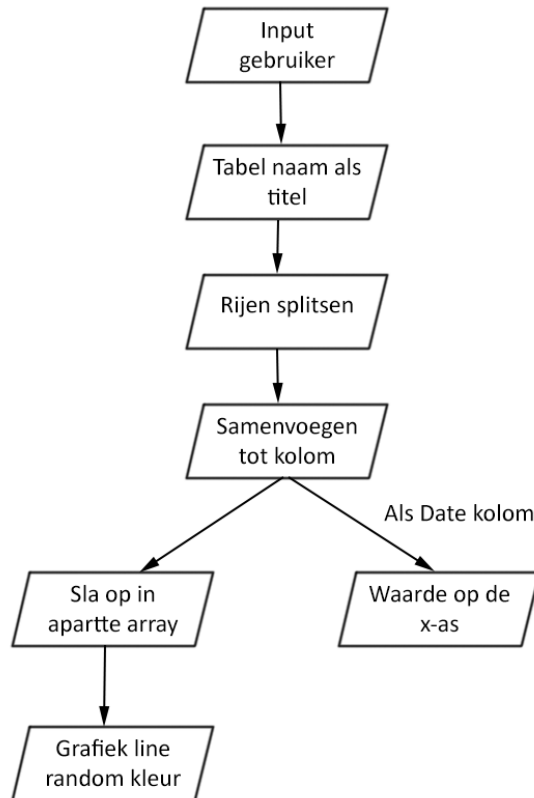 Input
gebruiker
Tabel naam als
titel
Rijen splitsen
Samenvoegen
tot kolom
Als Date kolom
Sla op in
apartte array
Waarde op de
x-as
Grafiek line
random kleur